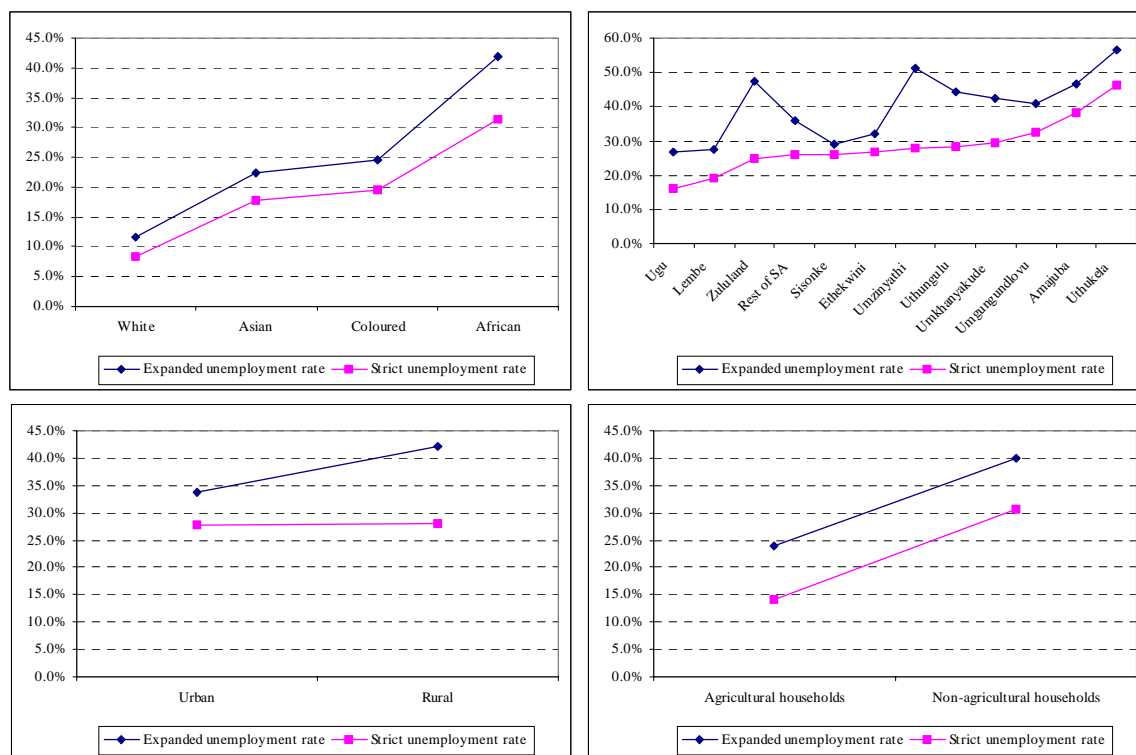 45.0%
40.0%
35.0%
30.0%
25.0%
20.0%
15.0%
10.0%
5.0%
0.0%
White Asian Coloured African
Expanded unemployment rate Strict unemployment rate
60.0%
50.0%
40.0%
30.0%
20.0%
10.0%
0.0%
Ugu
Lembe
Zululand
Rest of SA
Sisonke
Ethekwini
Umzinyathi
Uthungulu
Umkhanyakude
Umgungundlovu
Amajuba
Uthukela
Expanded unemployment rate Strict unemployment rate
45.0%
40.0%
35.0%
30.0%
25.0%
20.0%
15.0%
10.0%
5.0%
0.0%
Urban Rural
Expanded unemployment rate Strict unemployment rate
45.0%
40.0%
35.0%
30.0%
25.0%
20.0%
15.0%
10.0%
5.0%
0.0%
Agricultural households Non-agricultural households
Expanded unemployment rate Strict unemployment rate